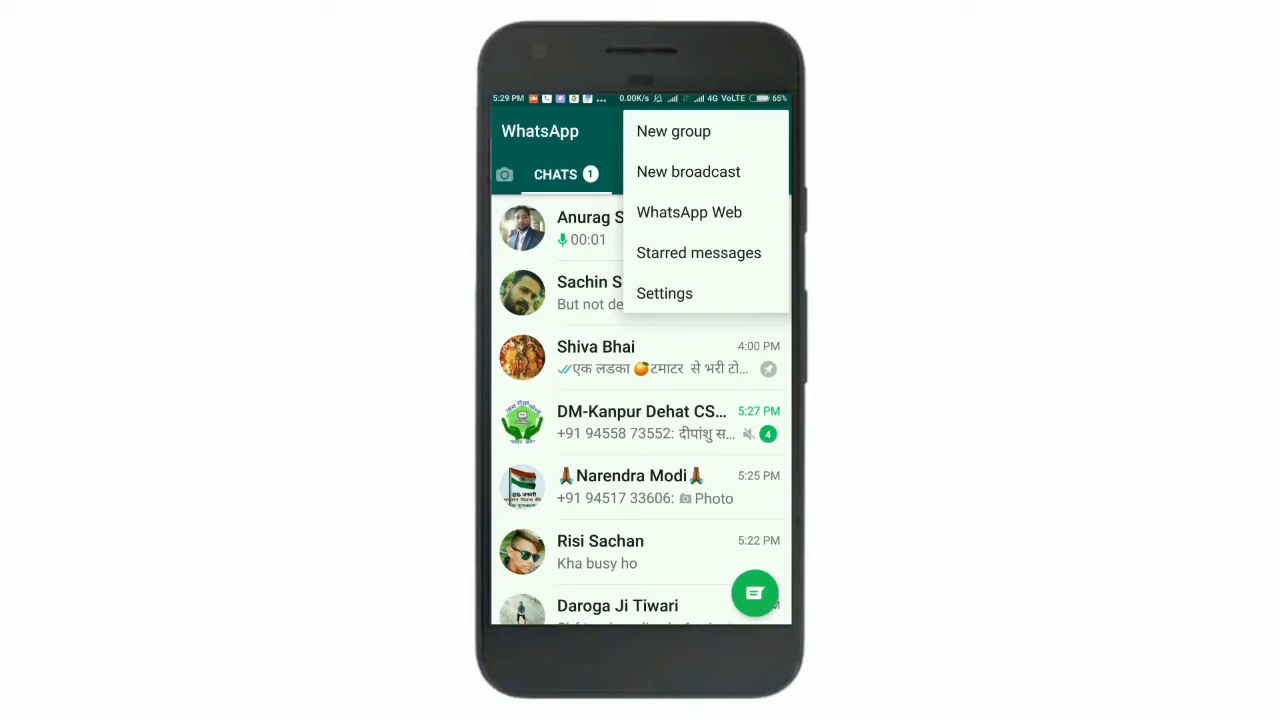 5:29 PM ... 0.00K/s 4G VoLTE 65%
WhatsApp
CHATS 1
New group
New broadcast
WhatsApp Web
Starred messages
Settings
Anurag S
00:01
Sachin S
But not de
Shiva Bhai 4:00 PM
एक लडका 🍊टमाटर से भरी टो...
DM-Kanpur Dehat CS... 5:27 PM
+91 94558 73552: दीपांशु स... 4
🙏Narendra Modi🙏 5:25 PM
+91 94517 33606: Photo
Risi Sachan 5:22 PM
Kha busy ho
Daroga Ji Tiwari